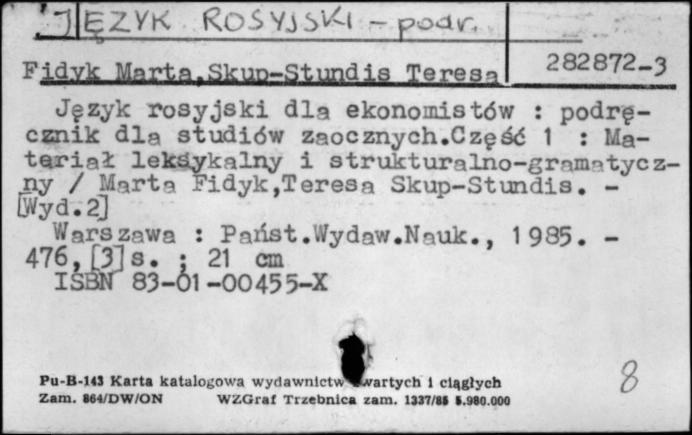 JĘZYK ROSYJSKI - podr.
Fidyk Marta,Skup-Stundis Teresa
282872-3
Język rosyjski dla ekonomistów : podrę-
cznik dla studiów zaocznych.Część 1 : Ma-
teriał leksykalny i strukturalno-gramatycz-
ny / Marta Fidyk,Teresa Skup-Stundis. -
[Wyd.2]
Warszawa : Państ.Wydaw.Nauk., 1985. -
476,[3]s. ; 21 cm
ISBN 83-01-00455-X
8
Pu-B-143 Karta katalogowa wydawnictw zwartych i ciągłych
Zam. 864/DW/ON WZGraf Trzebnica zam. 1337/85 5.980.000